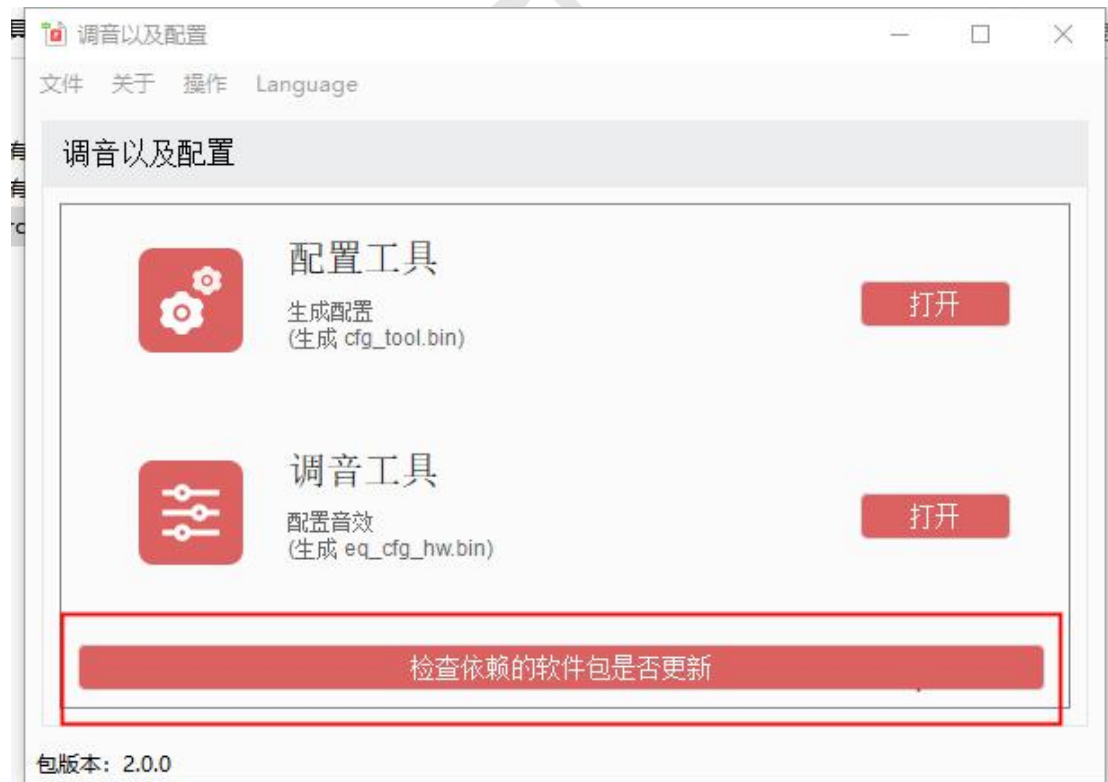 调音以及配置
文件 关于 操作 Language
调音以及配置
配置工具
生成配置
(生成 cfg_tool.bin)
打开
调音工具
配置音效
(生成 eq_cfg_hw.bin)
打开
检查依赖的软件包是否更新
包版本：2.0.0